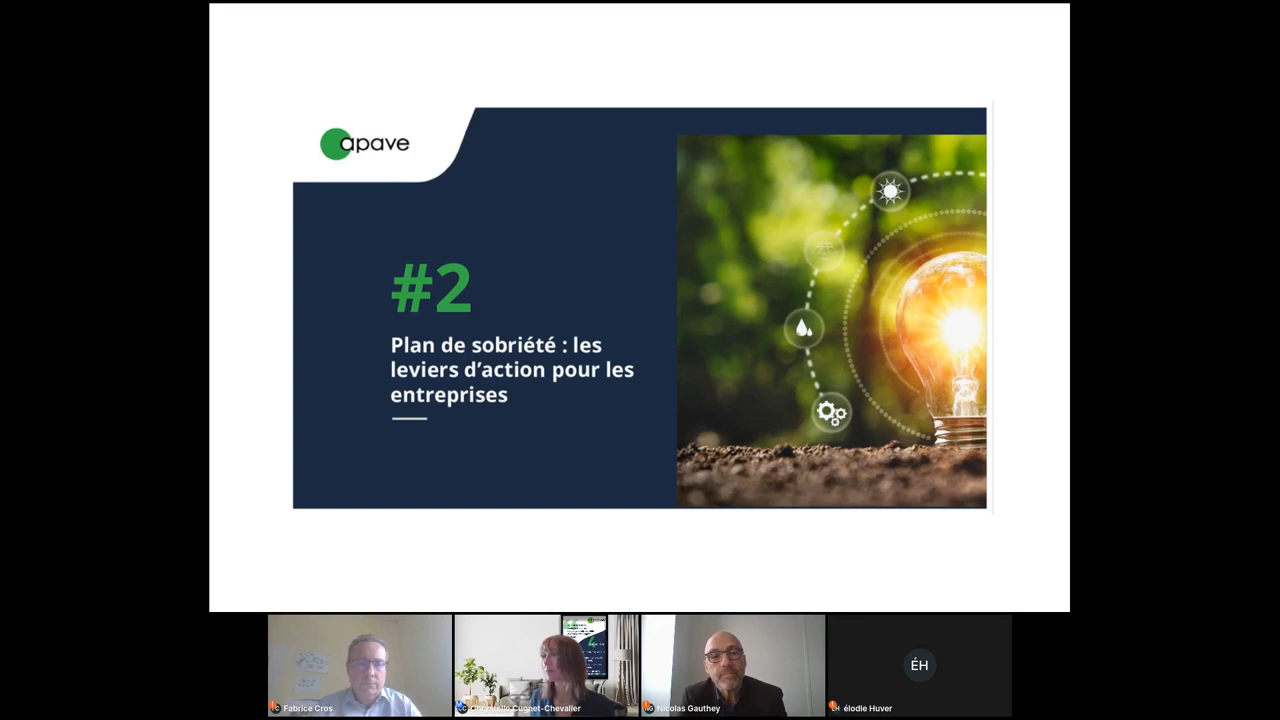 apave
#2
Plan de sobriété : les
leviers d’action pour les
entreprises
ÉH
Fabrice Cros
Cugnet-Chevalier
Nicolas Gauthey
ÉH élodie Huver